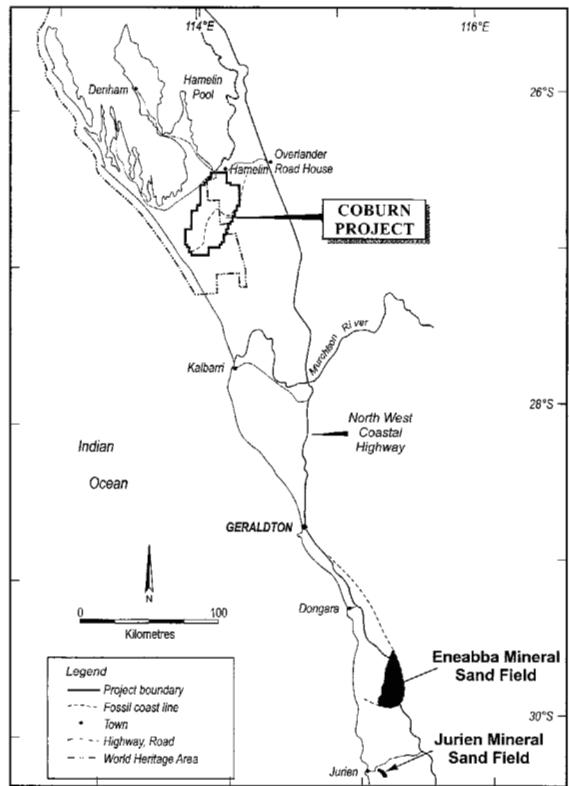 114°E
116°E
26°S
Denham
Hamelin
Pool
Overlander
Road House
Hamelin
COBURN
PROJECT
Murchison River
Kalbarri
28°S
North West
Coastal
Highway
Indian
Ocean
GERALDTON
N
0 100
Kilometres
Dongara
Eneabba Mineral
Sand Field
30°S
Jurien Mineral
Sand Field
Jurien
Legend
Project boundary
Fossil coast line
Town
Highway, Road
World Heritage Area